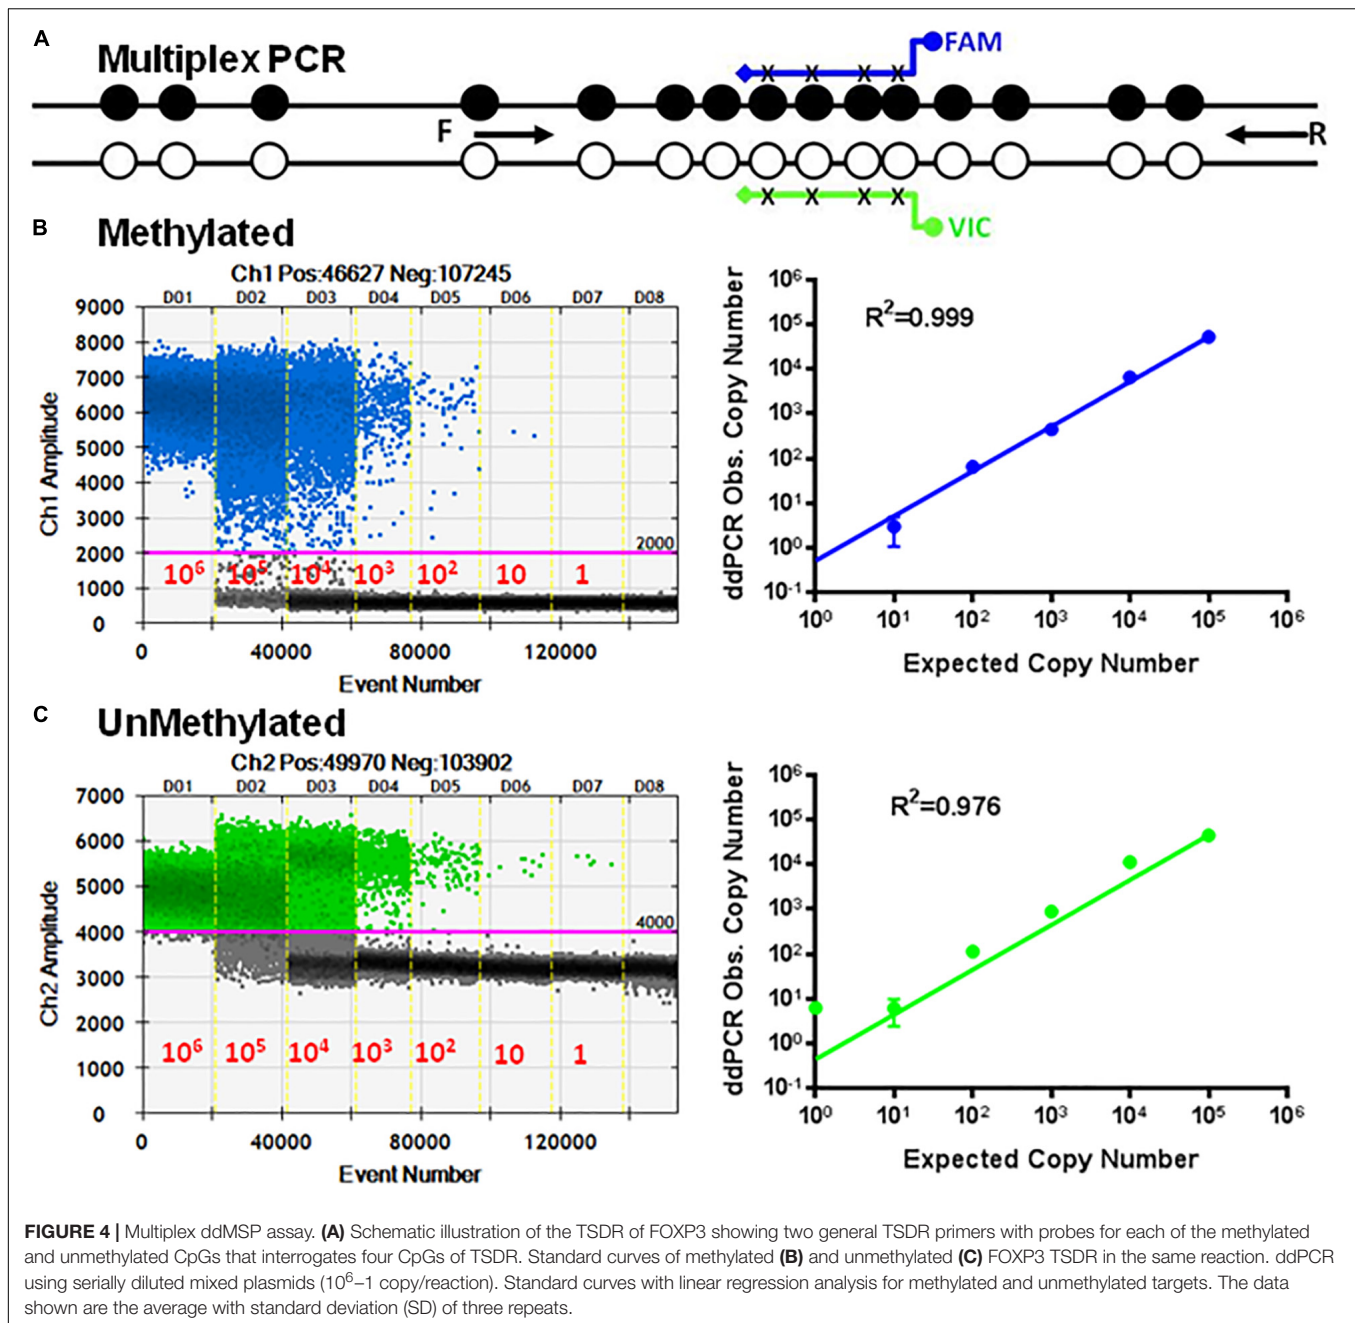 A
Multiplex PCR
FAM
F
R
VIC
B
Methylated
Ch1 Pos:46627 Neg:107245
D01 D02 D03 D04 D05 D06 D07 D08
9000
8000
7000
6000
5000
4000
3000
2000
1000
0
Ch1 Amplitude
2000
10⁶ 10⁵ 10⁴ 10³ 10² 10 1
0 40000 80000 120000
Event Number
ddPCR Obs. Copy Number
10⁶
10⁵
10⁴
10³
10²
10¹
10⁰
10⁻¹
R²=0.999
10⁰ 10¹ 10² 10³ 10⁴ 10⁵ 10⁶
Expected Copy Number
C
UnMethylated
Ch2 Pos:49970 Neg:103902
D01 D02 D03 D04 D05 D06 D07 D08
7000
6000
5000
4000
3000
2000
1000
0
Ch2 Amplitude
4000
10⁶ 10⁵ 10⁴ 10³ 10² 10 1
0 40000 80000 120000
Event Number
ddPCR Obs. Copy Number
10⁶
10⁵
10⁴
10³
10²
10¹
10⁰
10⁻¹
R²=0.976
10⁰ 10¹ 10² 10³ 10⁴ 10⁵ 10⁶
Expected Copy Number
FIGURE 4 | Multiplex ddMSP assay. (A) Schematic illustration of the TSDR of FOXP3 showing two general TSDR primers with probes for each of the methylated
and unmethylated CpGs that interrogates four CpGs of TSDR. Standard curves of methylated (B) and unmethylated (C) FOXP3 TSDR in the same reaction. ddPCR
using serially diluted mixed plasmids (10⁶–1 copy/reaction). Standard curves with linear regression analysis for methylated and unmethylated targets. The data
shown are the average with standard deviation (SD) of three repeats.